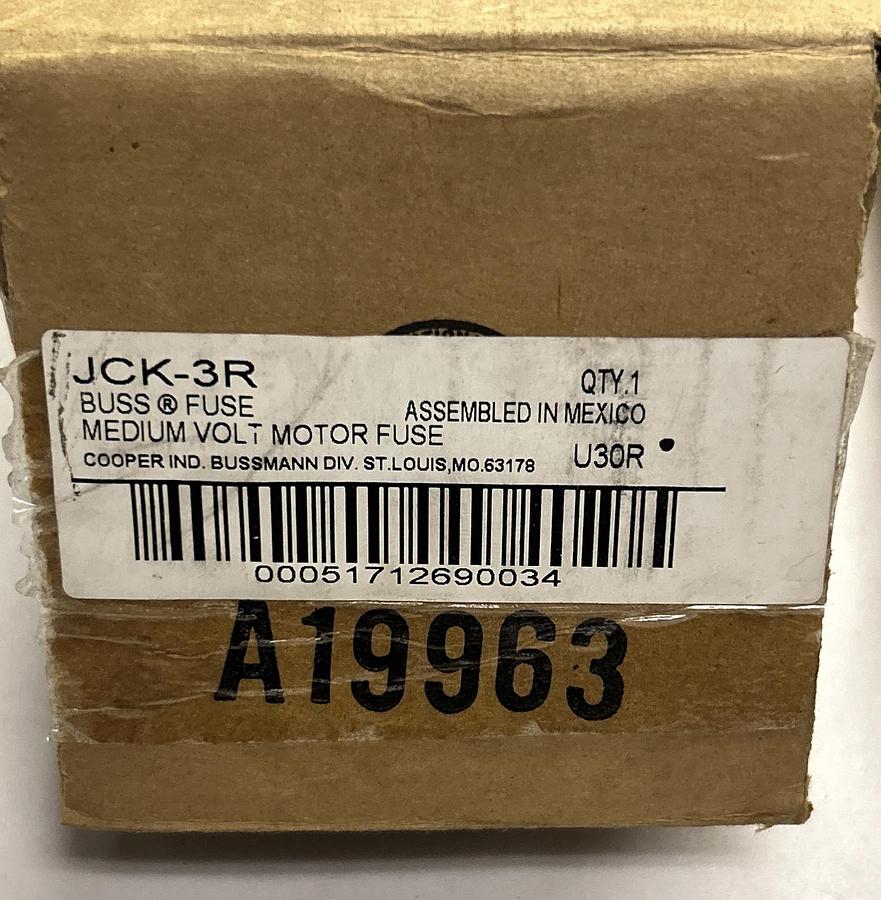 JCK-3R
QTY.1
BUSS ® FUSE
ASSEMBLED IN MEXICO
MEDIUM VOLT MOTOR FUSE
COOPER IND. BUSSMANN DIV. ST.LOUIS,MO.63178
U30R
00051712690034
A19963